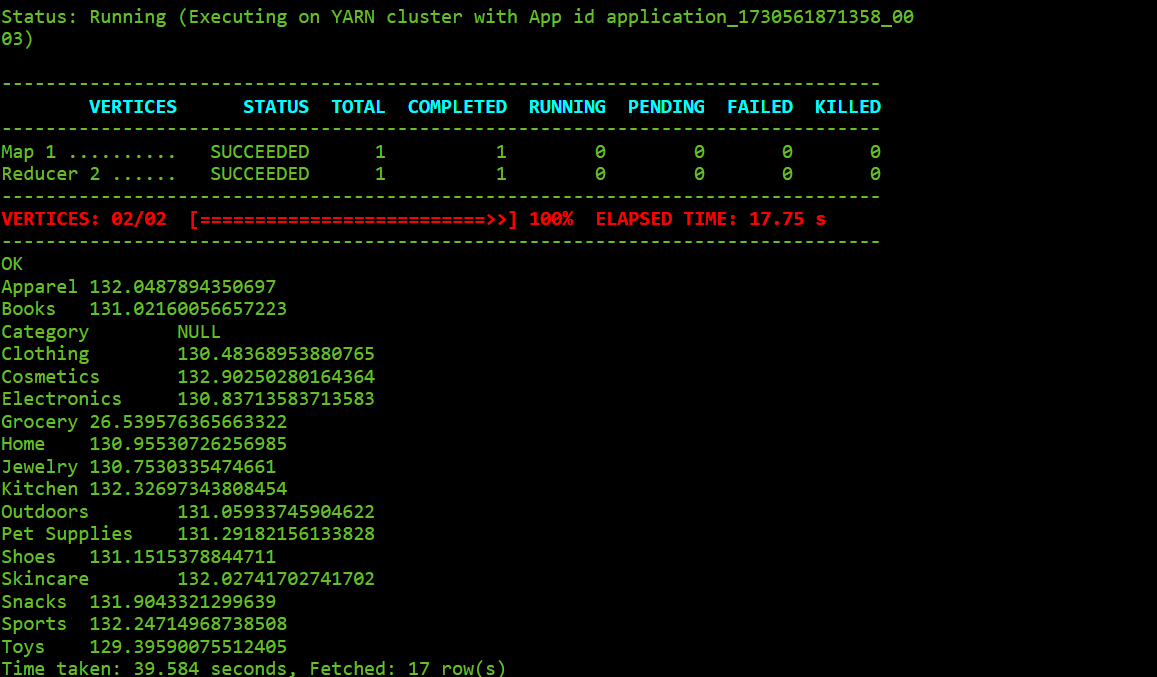 Status: Running (Executing on YARN cluster with App id application_1730561871358_00
03)
--------------------------------------------------------------------------------
        VERTICES      STATUS  TOTAL  COMPLETED  RUNNING  PENDING  FAILED  KILLED
--------------------------------------------------------------------------------
Map 1 ..........   SUCCEEDED      1          1        0        0       0       0
Reducer 2 ......   SUCCEEDED      1          1        0        0       0       0
--------------------------------------------------------------------------------
VERTICES: 02/02  [==========================>>] 100%  ELAPSED TIME: 17.75 s
--------------------------------------------------------------------------------
OK
Apparel 132.0487894350697
Books   131.02160056657223
Category        NULL
Clothing        130.48368953880765
Cosmetics       132.90250280164364
Electronics     130.83713583713583
Grocery 26.539576365663322
Home    130.95530726256985
Jewelry 130.7530335474661
Kitchen 132.32697343808454
Outdoors        131.05933745904622
Pet Supplies    131.29182156133828
Shoes   131.1515378844711
Skincare        132.02741702741702
Snacks  131.9043321299639
Sports  132.24714968738508
Toys    129.39590075512405
Time taken: 39.584 seconds, Fetched: 17 row(s)